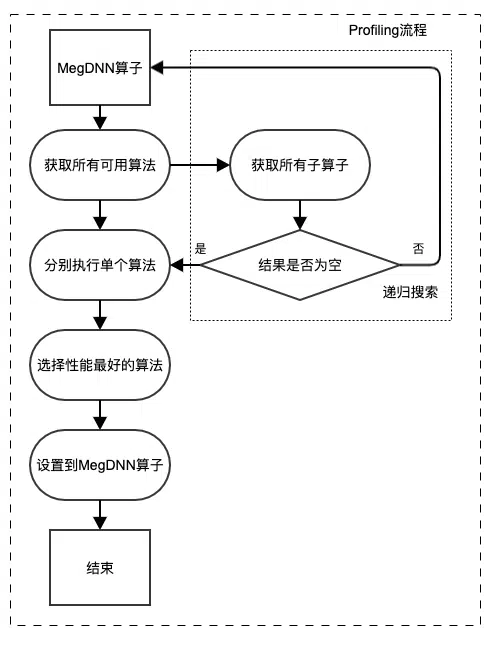 Profiling流程
MegDNN算子
获取所有可用算法
获取所有子算子
是
否
分别执行单个算法
结果是否为空
递归搜索
选择性能最好的算法
设置到MegDNN算子
结束